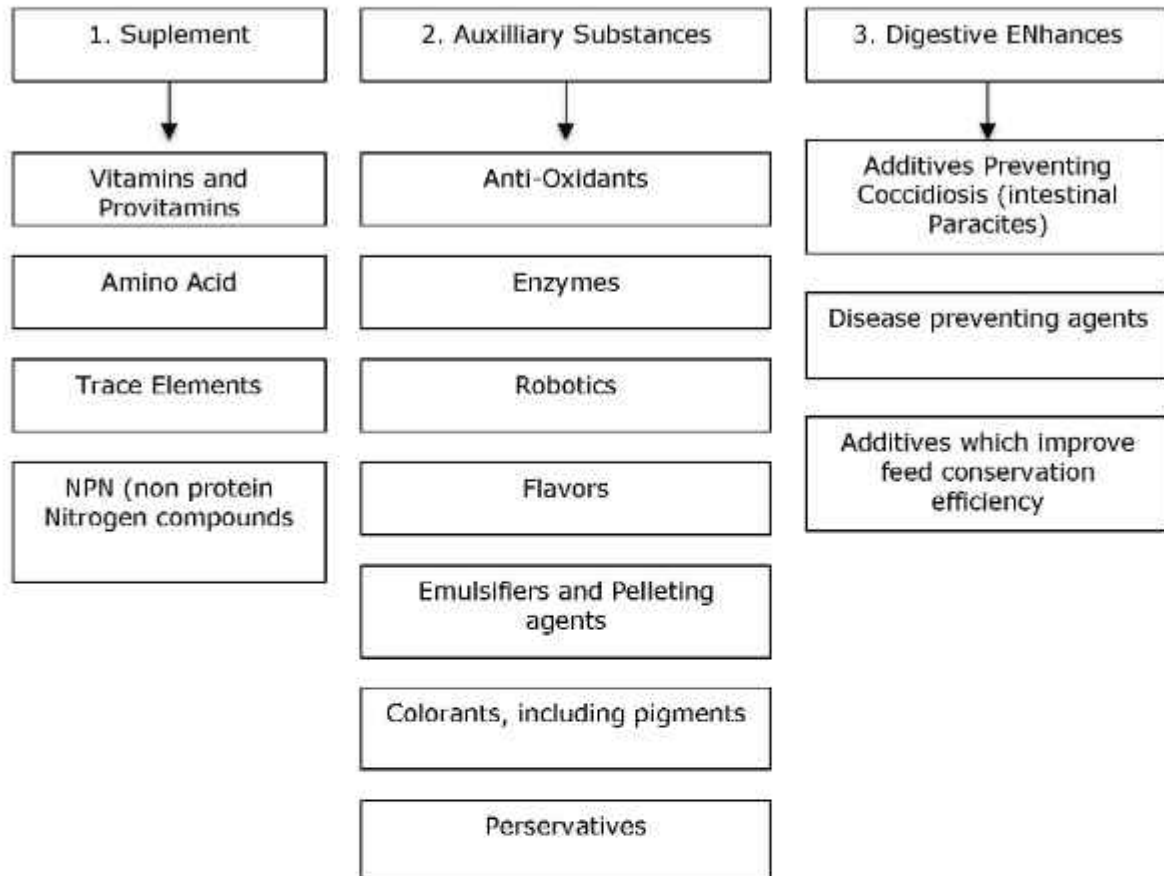 1. Suplement
Vitamins and
Provitamins
Amino Acid
Trace Elements
NPN (non protein
Nitrogen compounds
2. Auxilliary Substances
Anti-Oxidants
Enzymes
Robotics
Flavors
Emulsifiers and Pelleting
agents
Colorants, including pigments
Perservatives
3. Digestive ENhances
Additives Preventing
Coccidiosis (intestinal
Paracites)
Disease preventing agents
Additives which improve
feed conservation
efficiency